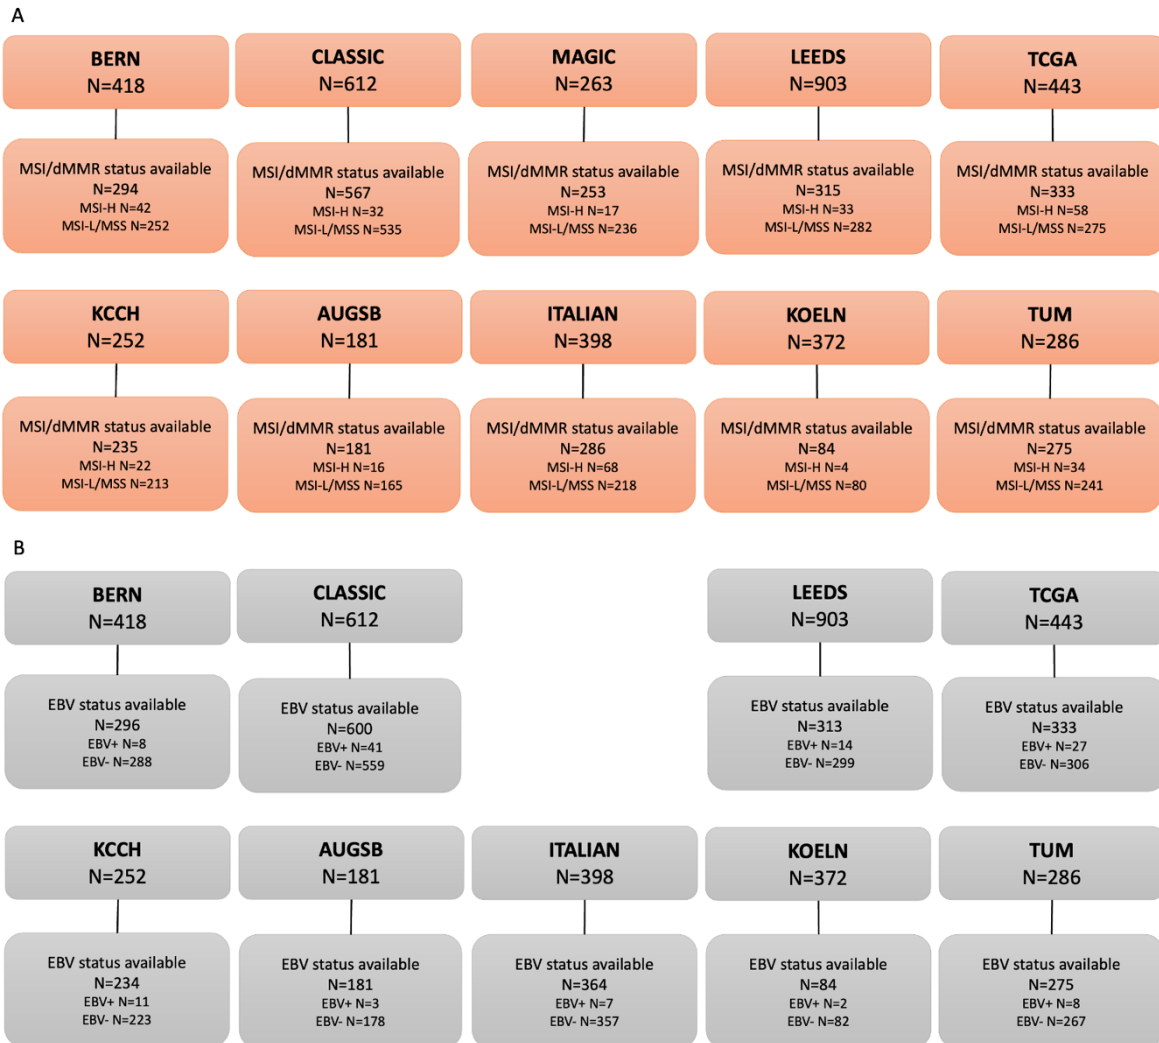 A
BERN
N=418
CLASSIC
N=612
MAGIC
N=263
LEEDS
N=903
TCGA
N=443
MSI/dMMR status available
N=294
MSI-H N=42
MSI-L/MSS N=252
MSI/dMMR status available
N=567
MSI-H N=32
MSI-L/MSS N=535
MSI/dMMR status available
N=253
MSI-H N=17
MSI-L/MSS N=236
MSI/dMMR status available
N=315
MSI-H N=33
MSI-L/MSS N=282
MSI/dMMR status available
N=333
MSI-H N=58
MSI-L/MSS N=275
KCCH
N=252
AUGSB
N=181
ITALIAN
N=398
KOELN
N=372
TUM
N=286
MSI/dMMR status available
N=235
MSI-H N=22
MSI-L/MSS N=213
MSI/dMMR status available
N=181
MSI-H N=16
MSI-L/MSS N=165
MSI/dMMR status available
N=286
MSI-H N=68
MSI-L/MSS N=218
MSI/dMMR status available
N=84
MSI-H N=4
MSI-L/MSS N=80
MSI/dMMR status available
N=275
MSI-H N=34
MSI-L/MSS N=241
B
BERN
N=418
CLASSIC
N=612
LEEDS
N=903
TCGA
N=443
EBV status available
N=296
EBV+ N=8
EBV- N=288
EBV status available
N=600
EBV+ N=41
EBV- N=559
EBV status available
N=313
EBV+ N=14
EBV- N=299
EBV status available
N=333
EBV+ N=27
EBV- N=306
KCCH
N=252
AUGSB
N=181
ITALIAN
N=398
KOELN
N=372
TUM
N=286
EBV status available
N=234
EBV+ N=11
EBV- N=223
EBV status available
N=181
EBV+ N=3
EBV- N=178
EBV status available
N=364
EBV+ N=7
EBV- N=357
EBV status available
N=84
EBV+ N=2
EBV- N=82
EBV status available
N=275
EBV+ N=8
EBV- N=267